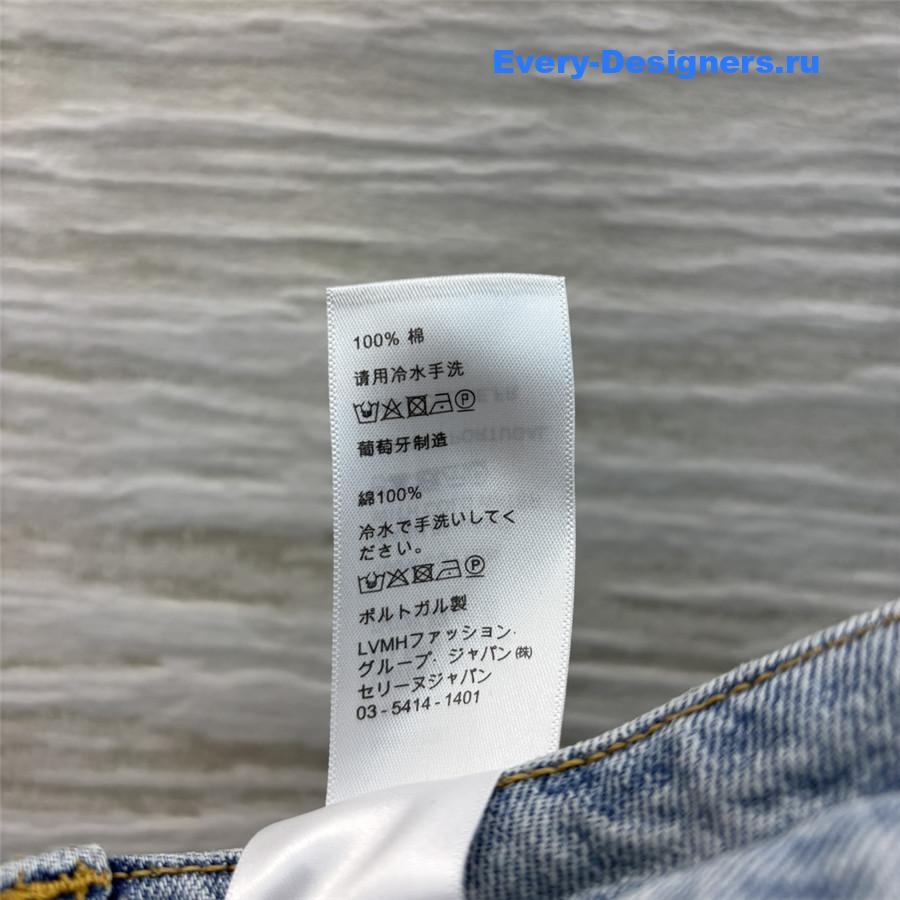 Every-Designers.ru
100% 棉
请用冷水手洗
P
葡萄牙制造
PORTUGAL
綿100%
冷水で手洗いしてく
ださい。
P
ポルトガル製
LVMHファッション・
グループ・ジャパン㈱
セリーヌジャパン
03-5414-1401